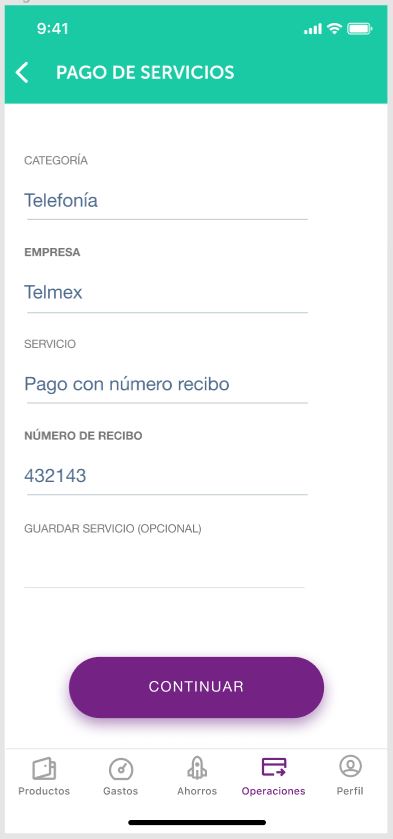 9:41
PAGO DE SERVICIOS
CATEGORÍA
Telefonía
EMPRESA
Telmex
SERVICIO
Pago con número recibo
NÚMERO DE RECIBO
432143
GUARDAR SERVICIO (OPCIONAL)
CONTINUAR
Productos Gastos Ahorros Operaciones Perfil